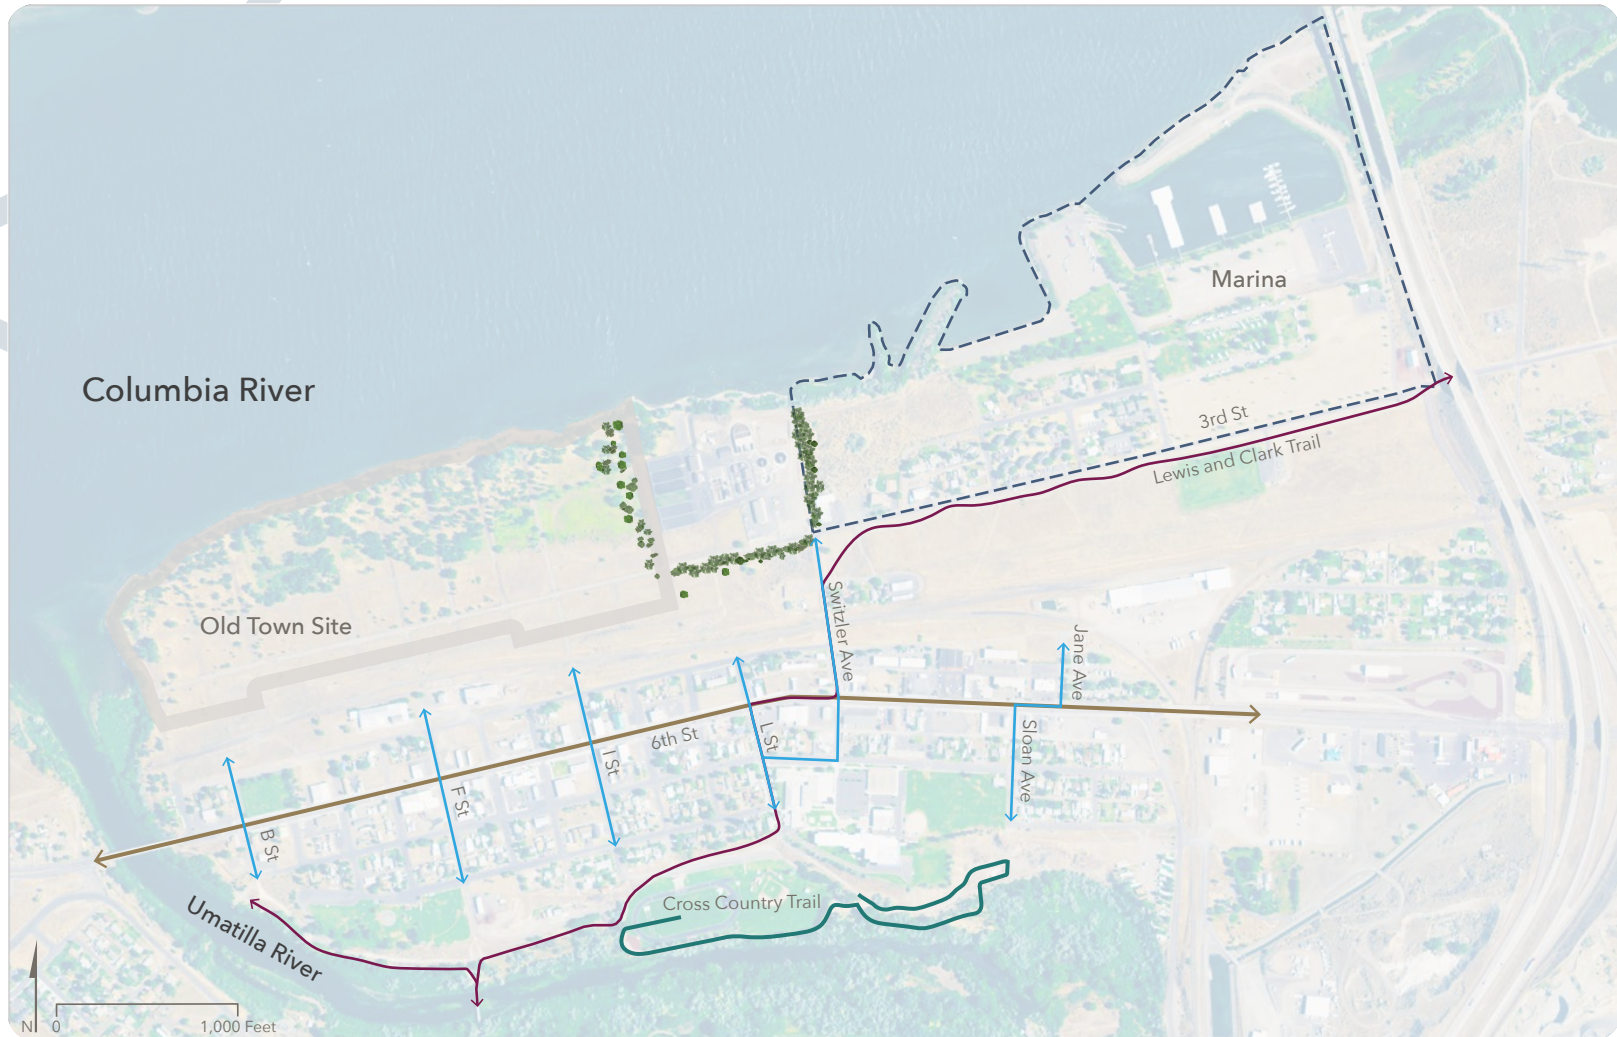 Marina
Columbia River
3rd St
Lewis and Clark Trail
Old Town Site
Switzler Ave
Jane Ave
6th St
L St
I St
Sloan Ave
F St
B St
Cross Country Trail
Umatilla River
N
0
1,000 Feet